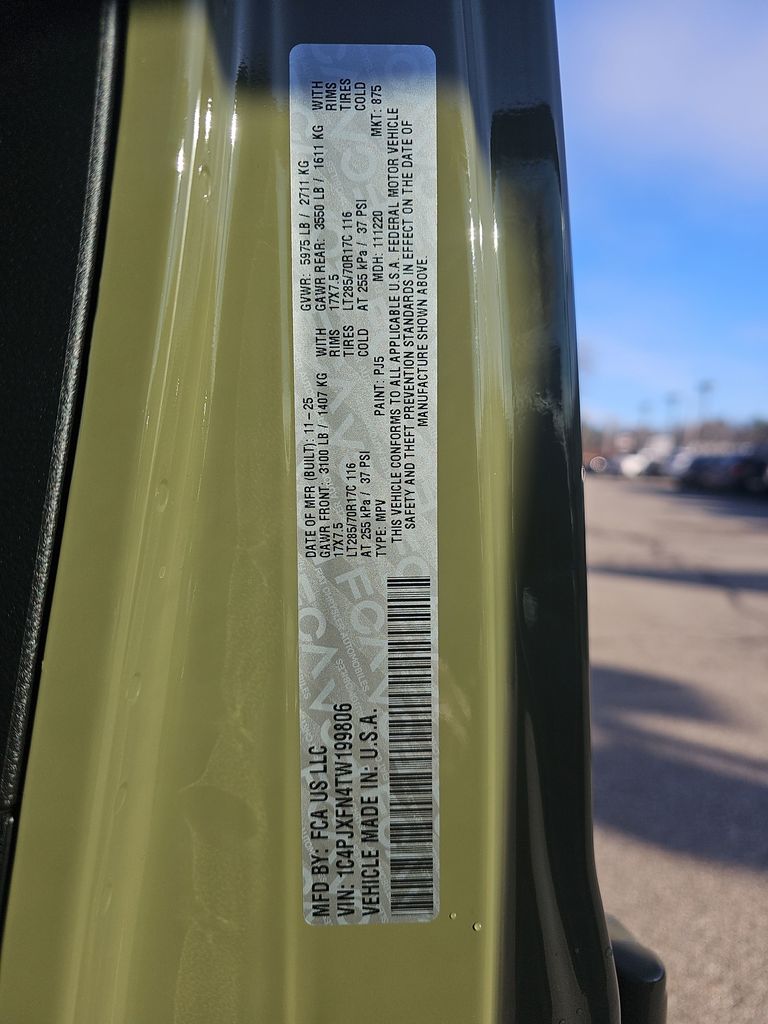 MFD BY: FCA US LLC
VIN: 1C4PJXFN4TW199806
VEHICLE MADE IN: U.S.A.
DATE OF MFR (BUILT): 11-25 GVWR: 5975 LB / 2711 KG
GAWR FRONT: 3100 LB / 1407 KG WITH GAWR REAR: 3550 LB / 1611 KG WITH
17X7.5 RIMS 17X7.5 RIMS
LT285/70R17C 116 TIRES LT285/70R17C 116 TIRES
AT 255 kPa / 37 PSI COLD AT 255 kPa / 37 PSI COLD
TYPE: MPV PAINT: PJ5 MDH: 111220 MKT: 875
THIS VEHICLE CONFORMS TO ALL APPLICABLE U.S.A. FEDERAL MOTOR VEHICLE
SAFETY AND THEFT PREVENTION STANDARDS IN EFFECT ON THE DATE OF
MANUFACTURE SHOWN ABOVE.